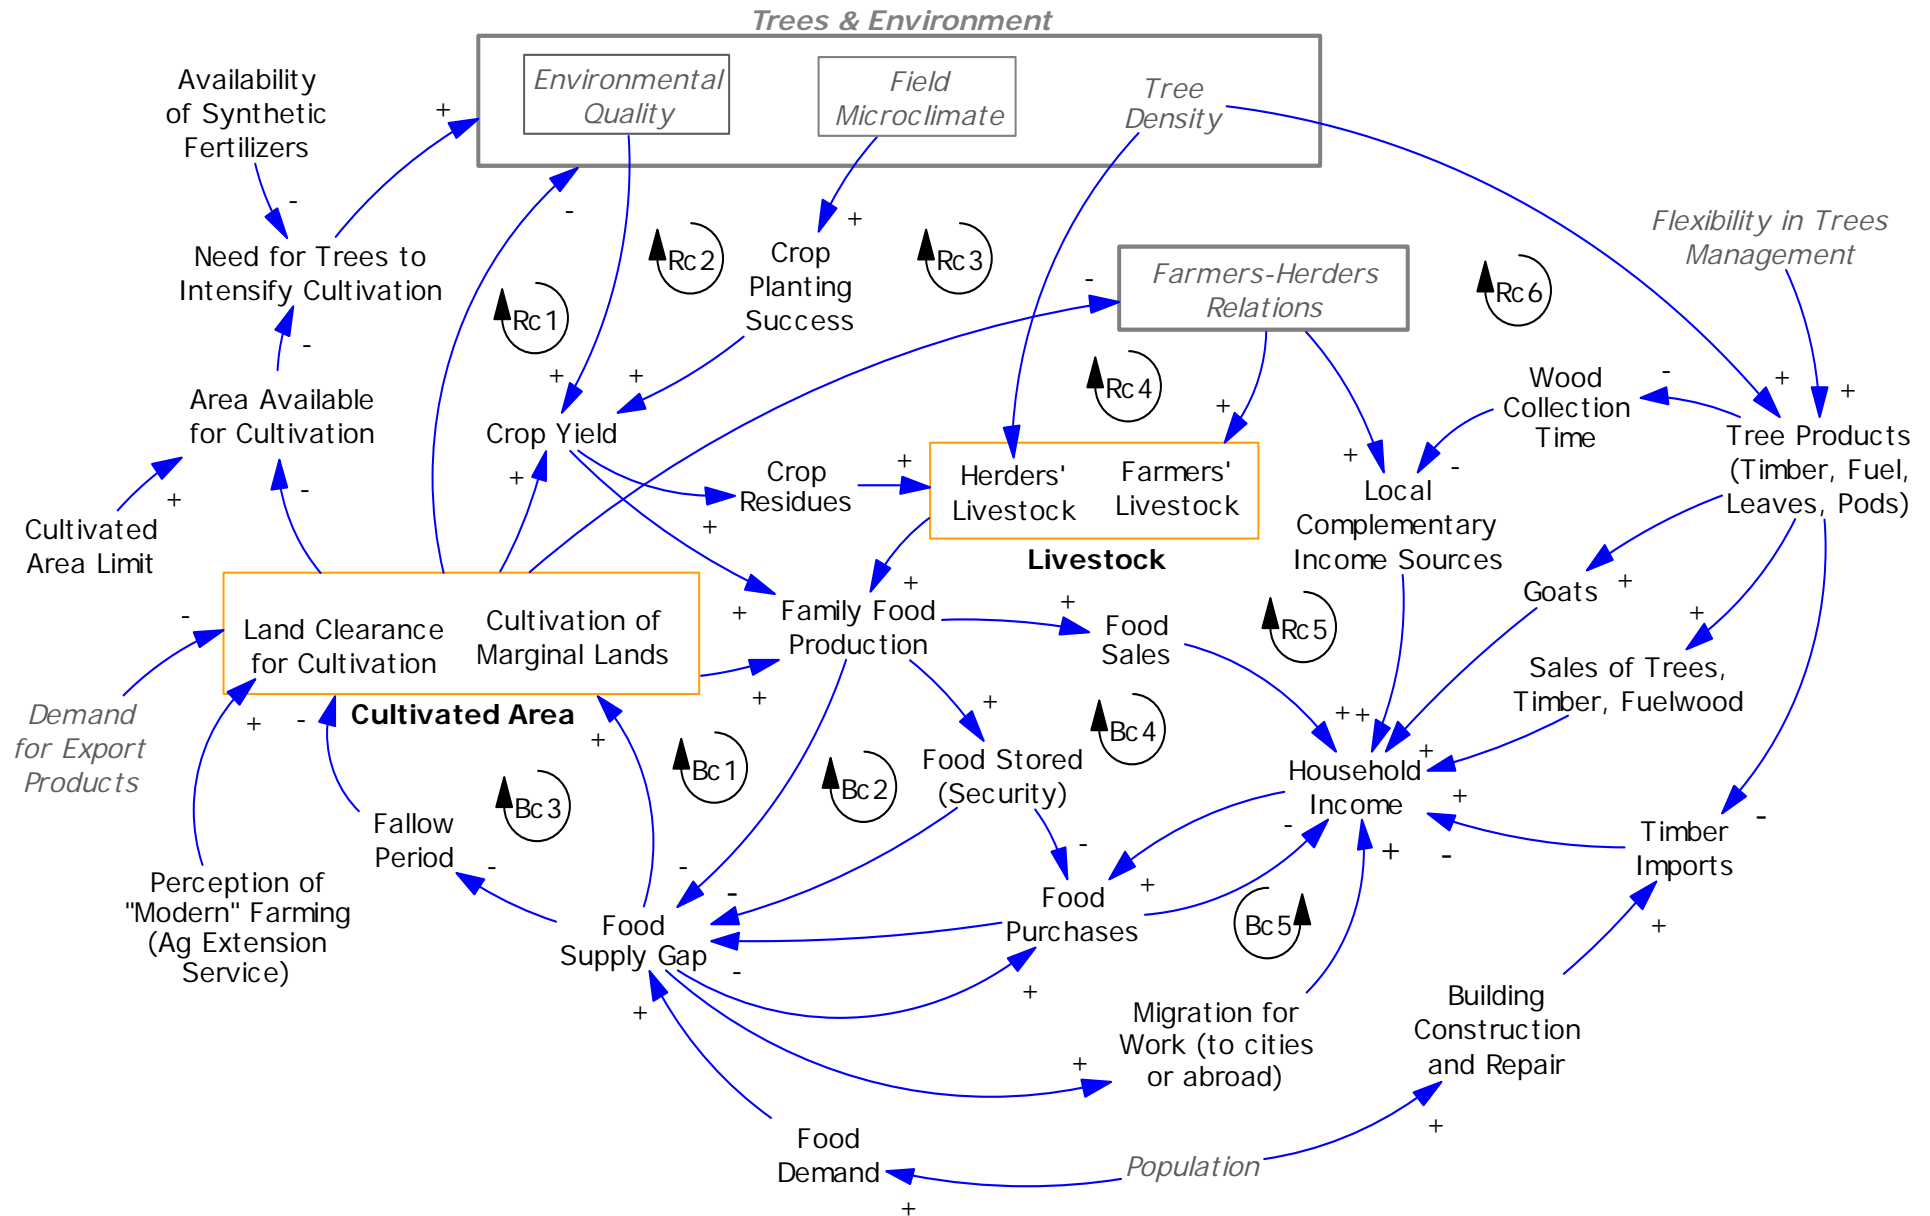 Trees & Environment
Environmental
Quality
Field
Microclimate
Tree
Density
Availability
of Synthetic
Fertilizers
+
-
-
Need for Trees to
Intensify Cultivation
-
Area Available
for Cultivation
+
-
Cultivated
Area Limit
Rc1
Rc2
+
Crop
Planting
Success
Rc3
+
+
Crop Yield
+
-
Farmers-Herders
Relations
Rc4
+
Rc6
Flexibility in Trees
Management
Wood
Collection
Time
-
+
+
Tree Products
(Timber, Fuel,
Leaves, Pods)
Crop
Residues
+
+
Herders'
Livestock
Farmers'
Livestock
Livestock
+
+
-
Local
Complementary
Income Sources
Goats
+
+
Sales of Trees,
Timber, Fuelwood
-
Land Clearance
for Cultivation
Cultivation of
Marginal Lands
Cultivated Area
+
+
Family Food
Production
+
Food
Sales
Rc5
Demand
for Export
Products
+
-
+
Bc1
Bc2
Bc3
Bc4
+
Food Stored
(Security)
+
+
+
+
Household
Income
-
-
Timber
Imports
-
Fallow
Period
-
Perception of
"Modern" Farming
(Ag Extension
Service)
-
-
Food
Supply Gap
-
-
+
Food
Purchases
+
Bc5
+
+
+
Migration for
Work (to cities
or abroad)
+
Building
Construction
and Repair
+
+
Food
Demand
+
Population